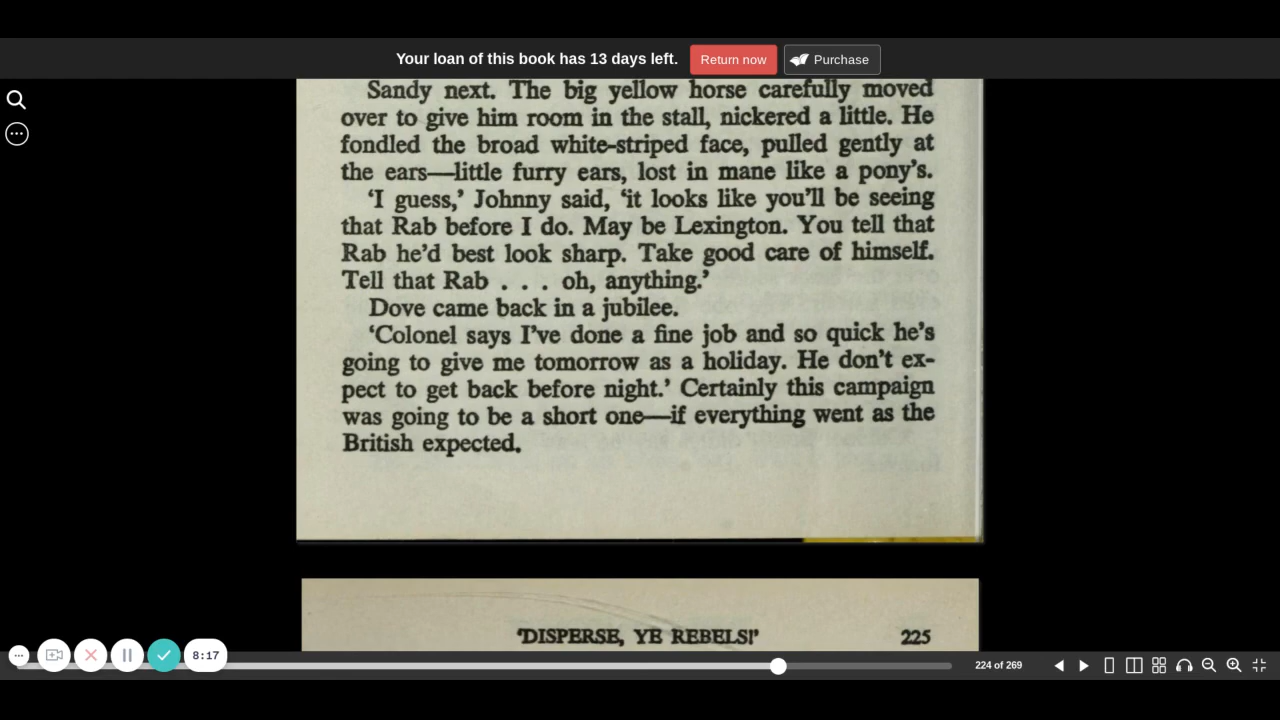 Your loan of this book has 13 days left. Return now Purchase
Sandy next. The big yellow horse carefully moved
over to give him room in the stall, nickered a little. He
fondled the broad white-striped face, pulled gently at
the ears—little furry ears, lost in mane like a pony's.
'I guess,' Johnny said, 'it looks like you'll be seeing
that Rab before I do. May be Lexington. You tell that
Rab he'd best look sharp. Take good care of himself.
Tell that Rab . . . oh, anything.'
Dove came back in a jubilee.
'Colonel says I've done a fine job and so quick he's
going to give me tomorrow as a holiday. He don't ex-
pect to get back before night.' Certainly this campaign
was going to be a short one—if everything went as the
British expected.
'DISPERSE, YE REBELS!' 225
8:17
224 of 269